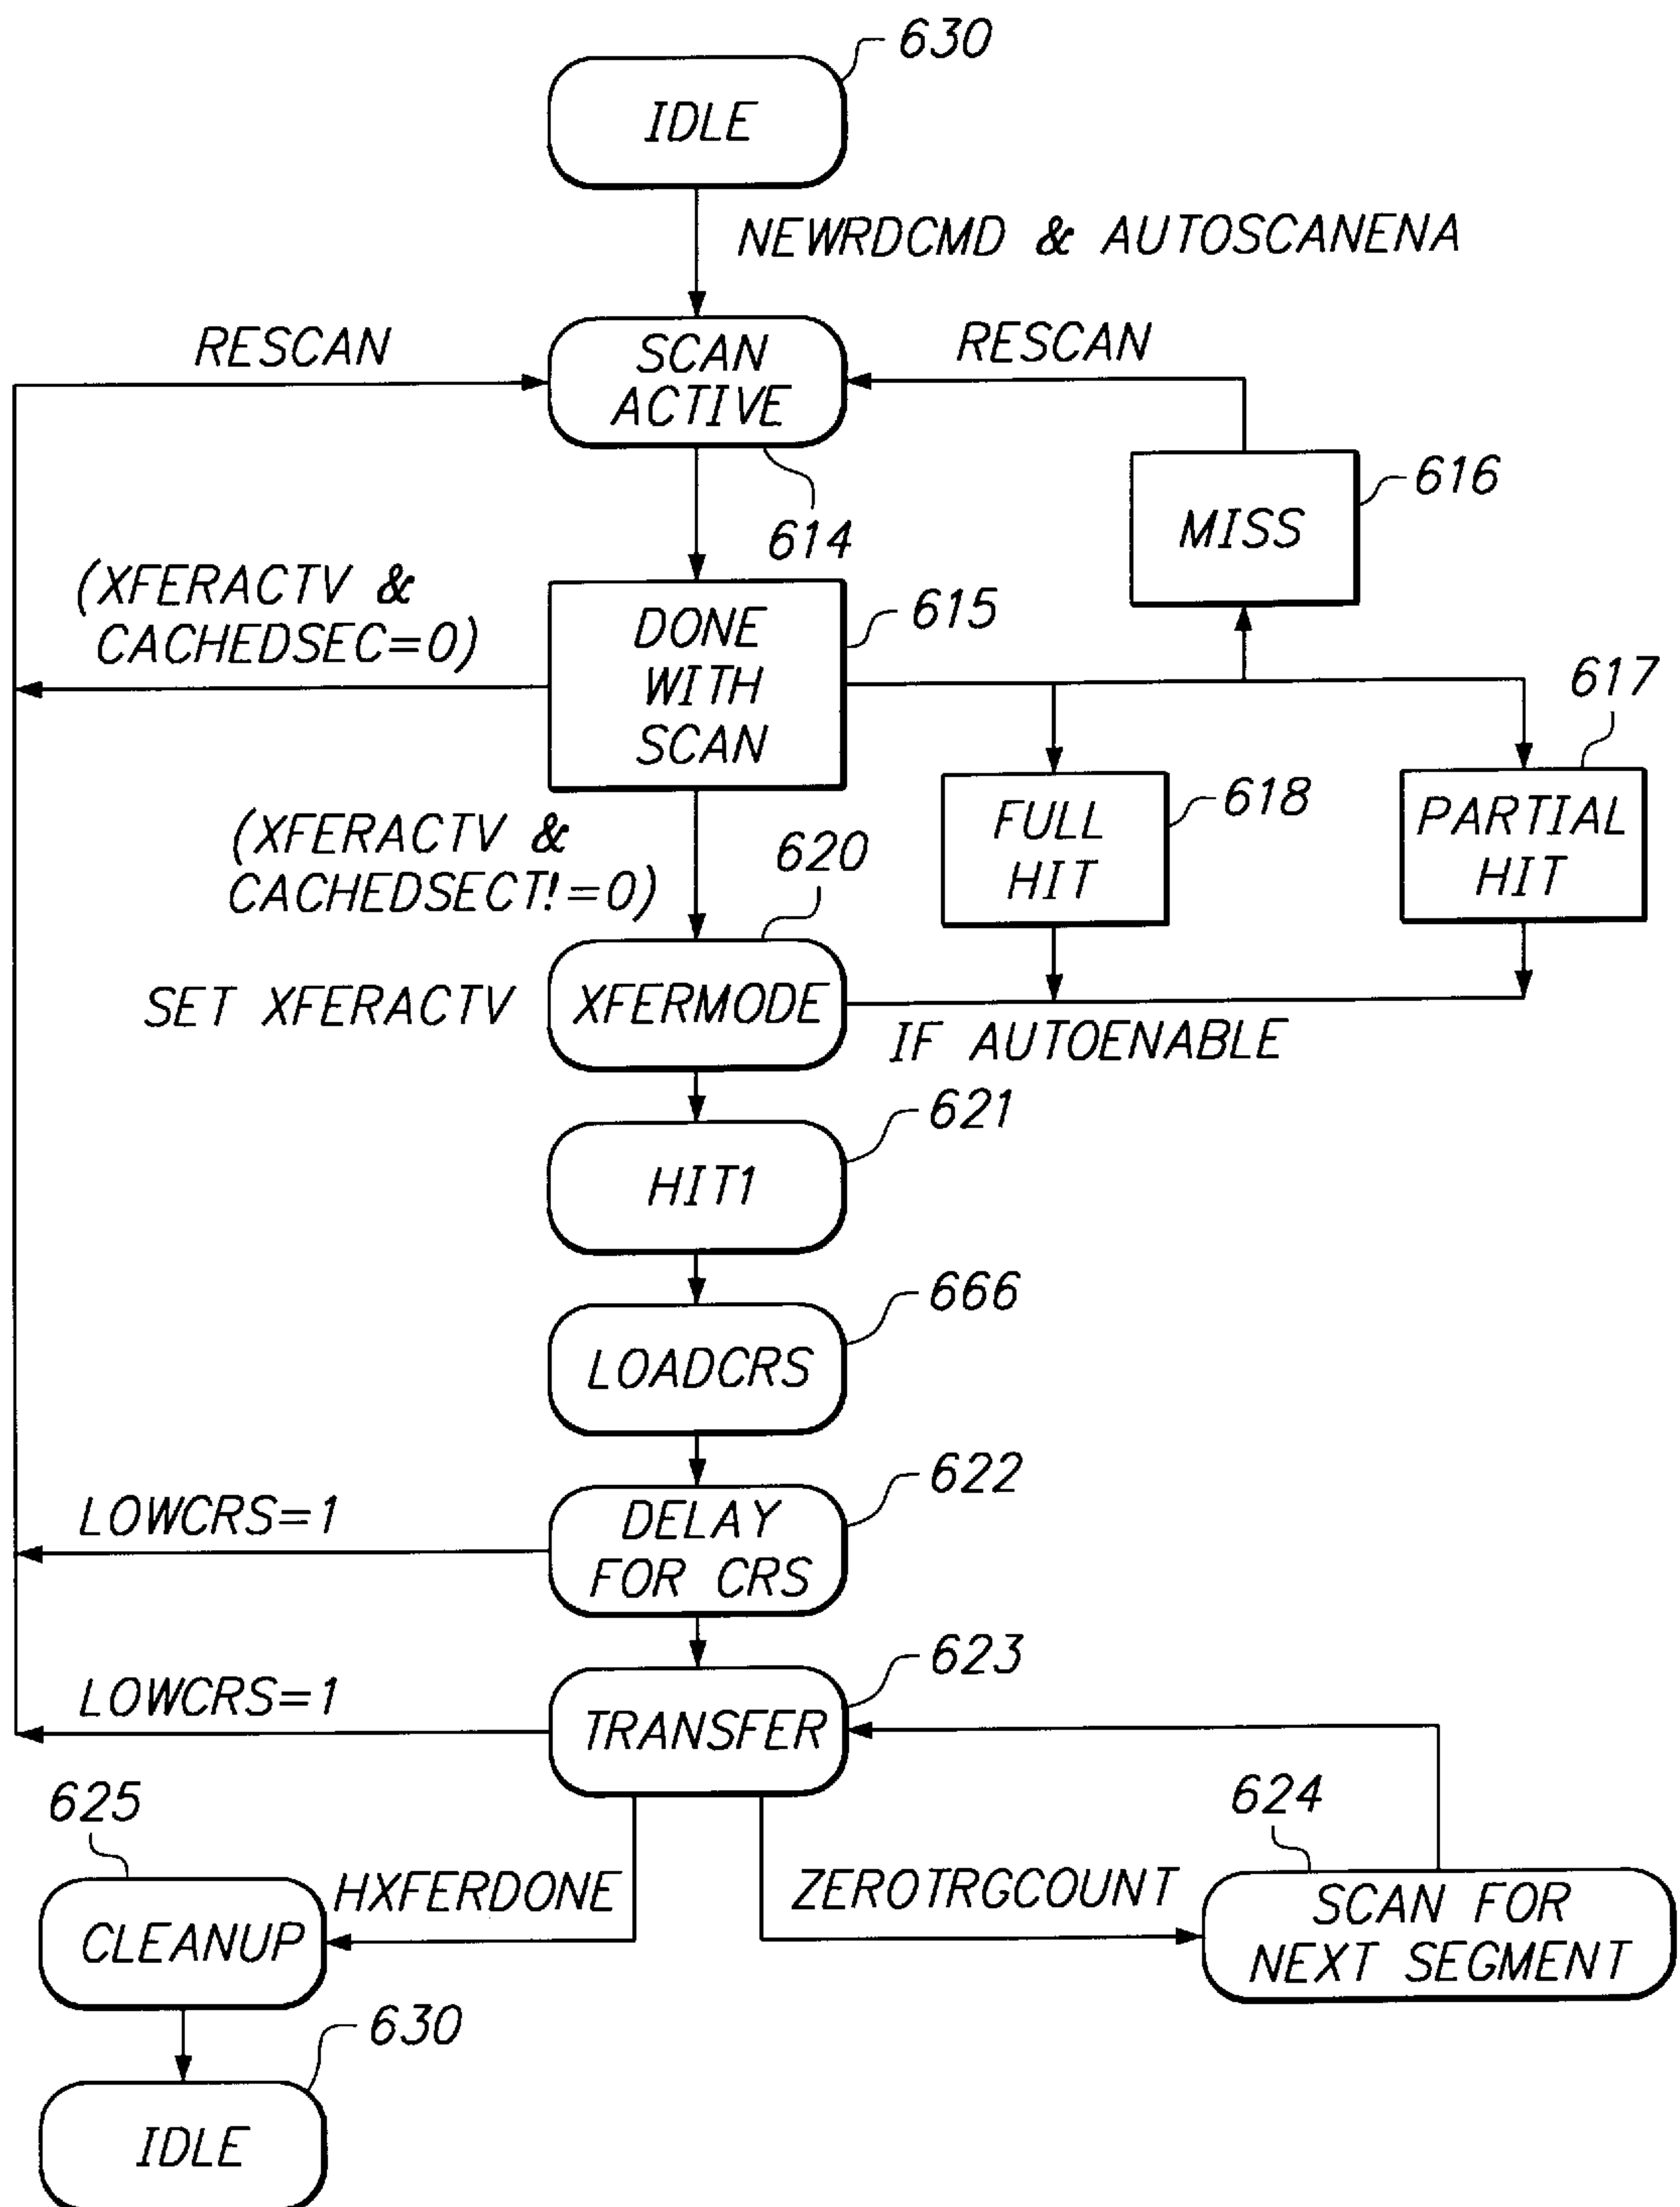 630
IDLE
NEWRDCMD & AUTOSCANENA
RESCAN
SCAN
ACTIVE
RESCAN
614
MISS
616
(XFERACTV &
CACHEDSEC=0)
DONE
WITH
SCAN
615
617
FULL
HIT
618
PARTIAL
HIT
(XFERACTV &
CACHEDSECT!=0)
620
SET XFERACTV
XFERMODE
IF AUTOENABLE
621
HIT1
666
LOADCRS
622
LOWCRS=1
DELAY
FOR CRS
623
LOWCRS=1
TRANSFER
625
624
HXFERDONE
ZEROTRGCOUNT
CLEANUP
SCAN FOR
NEXT SEGMENT
630
IDLE